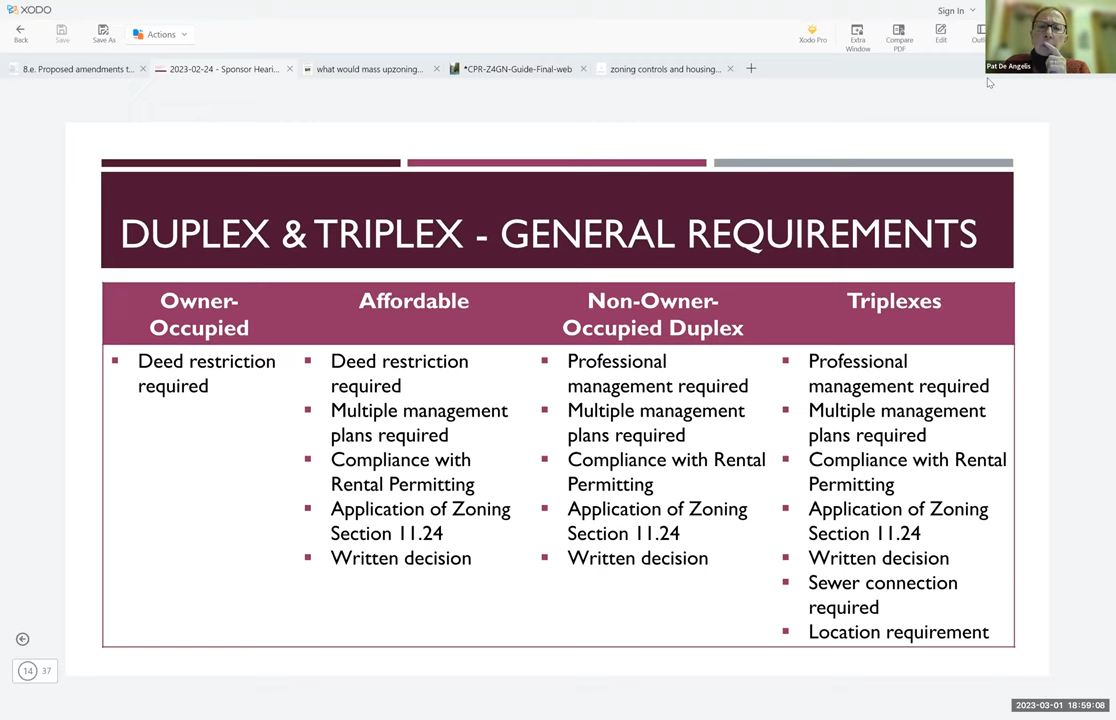 XODO
Sign In
Back
Save
Save As
Actions
Xodo Pro
Extra
Window
Compare
PDF
Edit
Pat De Angelis
8.e. Proposed amendments t...
2023-02-24 - Sponsor Heari...
what would mass upzoning...
*CPR-Z4GN-Guide-Final-web
zoning controls and housing...
DUPLEX & TRIPLEX - GENERAL REQUIREMENTS
Owner-
Occupied
Deed restriction
required
Affordable
Deed restriction
required
Multiple management
plans required
Compliance with
Rental Permitting
Application of Zoning
Section 11.24
Written decision
Non-Owner-
Occupied Duplex
Professional
management required
Multiple management
plans required
Compliance with Rental
Permitting
Application of Zoning
Section 11.24
Written decision
Triplexes
Professional
management required
Multiple management
plans required
Compliance with Rental
Permitting
Application of Zoning
Section 11.24
Written decision
Sewer connection
required
Location requirement
14 37
2023-03-01 18:59:08